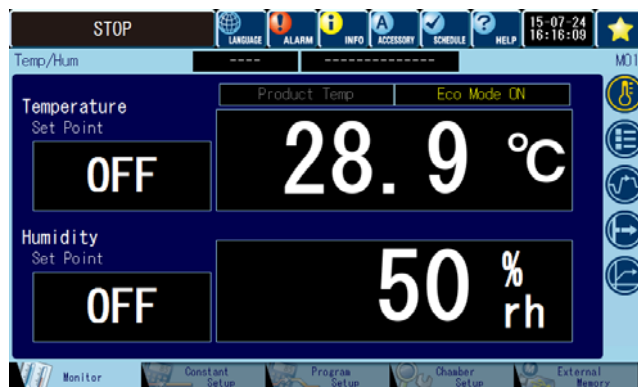 STOP
LANGUAGE
ALARM
INFO
ACCESSORY
SCHEDULE
HELP
15-07-24
16:16:09
Temp/Hum
----
--------------
M01
Product Temp
Eco Mode ON
Temperature
Set Point
OFF
28.9 °C
Humidity
Set Point
OFF
50 % rh
Monitor
Constant Setup
Program Setup
Chamber Setup
External Memory